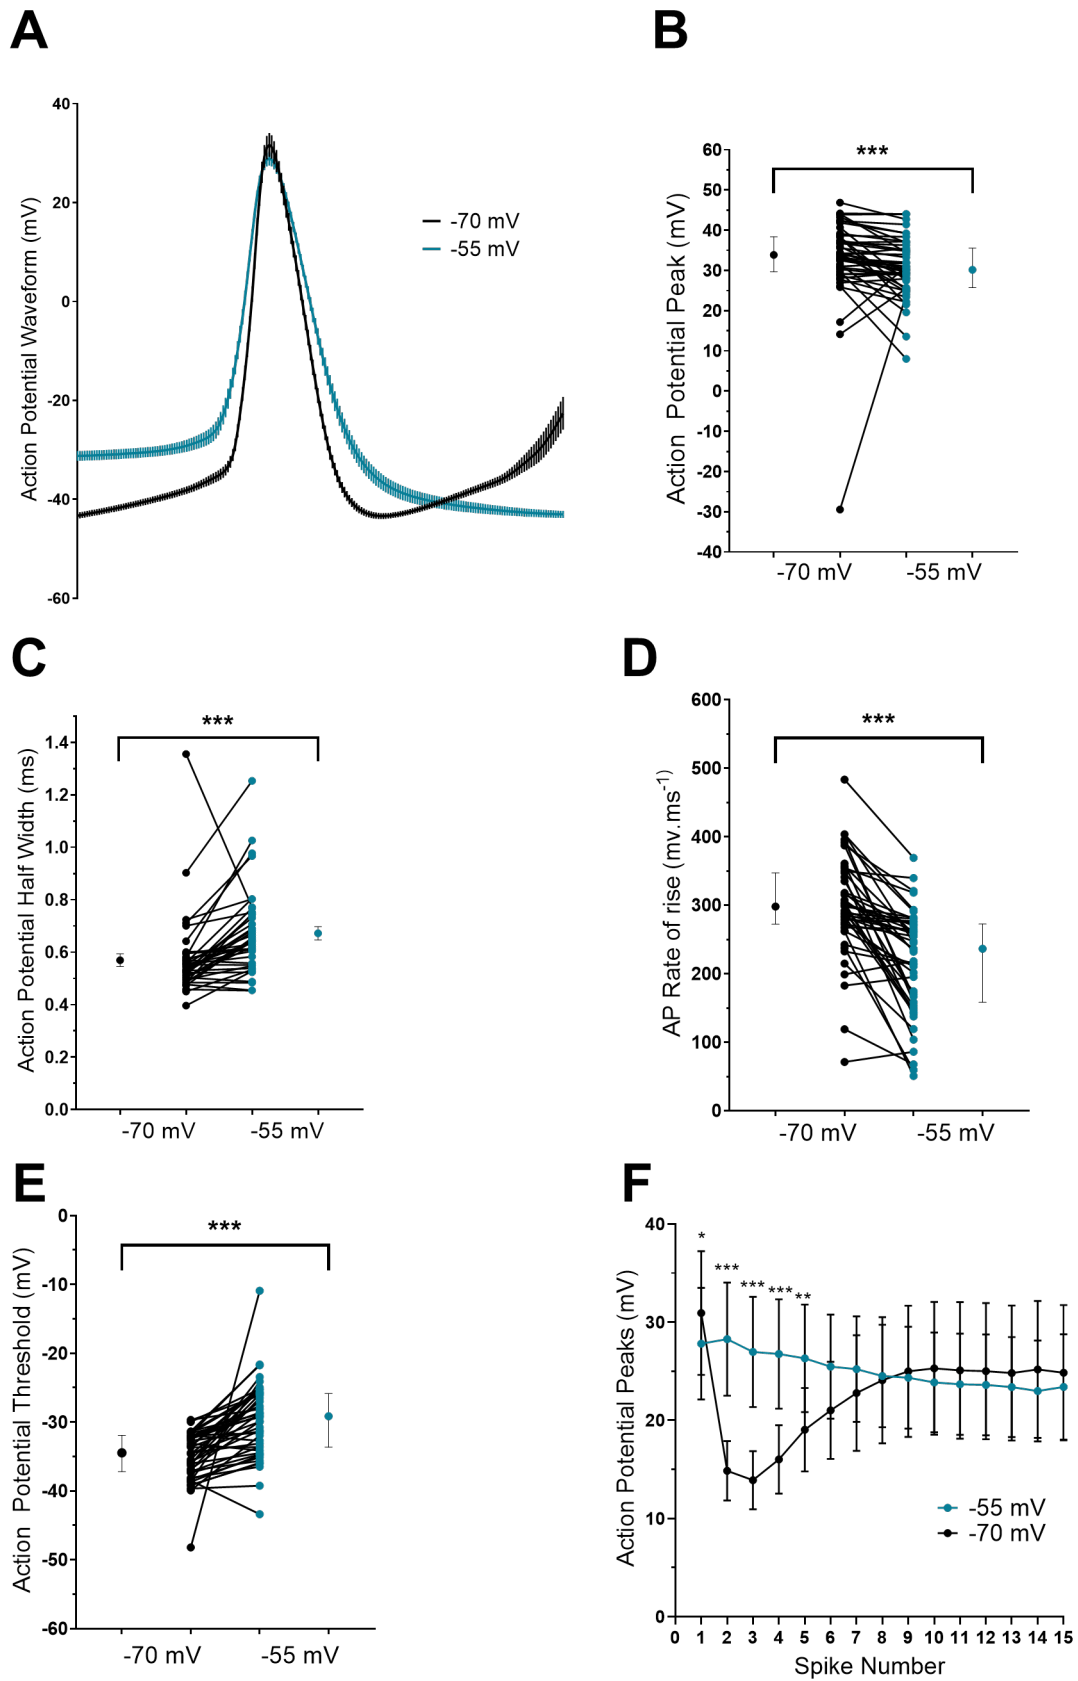 A
40
20
0
-20
-40
-60
Action Potential Waveform (mV)
-70 mV
-55 mV
B
60
50
40
30
20
10
0
-10
-20
-30
-40
Action Potential Peak (mV)
***
-70 mV
-55 mV
C
1.4
1.2
1.0
0.8
0.6
0.4
0.2
0.0
Action Potential Half Width (ms)
***
-70 mV
-55 mV
D
600
500
400
300
200
100
0
AP Rate of rise (mv.ms-1)
***
-70 mV
-55 mV
E
0
-10
-20
-30
-40
-50
-60
Action Potential Threshold (mV)
***
-70 mV
-55 mV
F
40
30
20
10
0
Action Potential Peaks (mV)
*
***
***
***
**
-55 mV
-70 mV
0 1 2 3 4 5 6 7 8 9 10 11 12 13 14 15
Spike Number